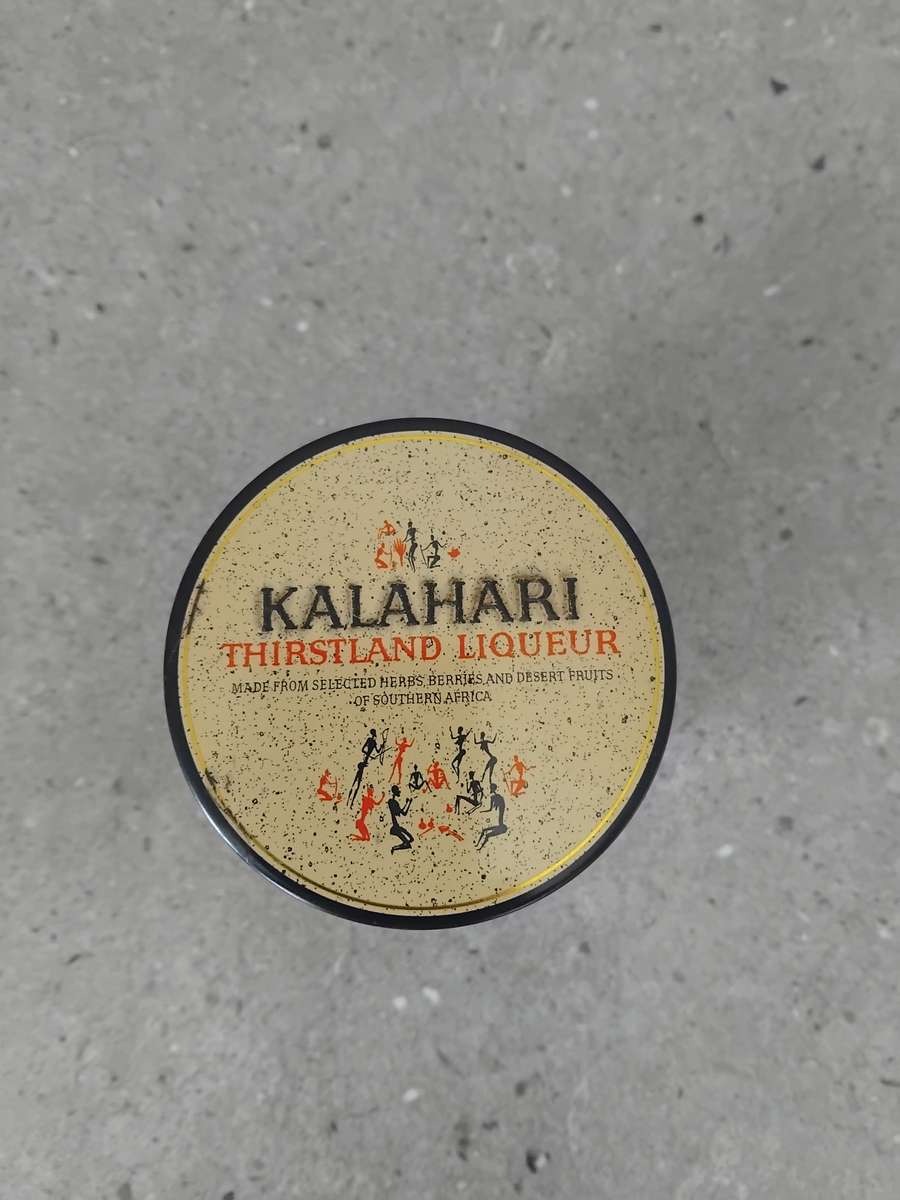 KALAHARI
THIRSTLAND LIQUEUR
MADE FROM SELECTED HERBS, BERRIES AND DESERT FRUITS
OF SOUTHERN AFRICA